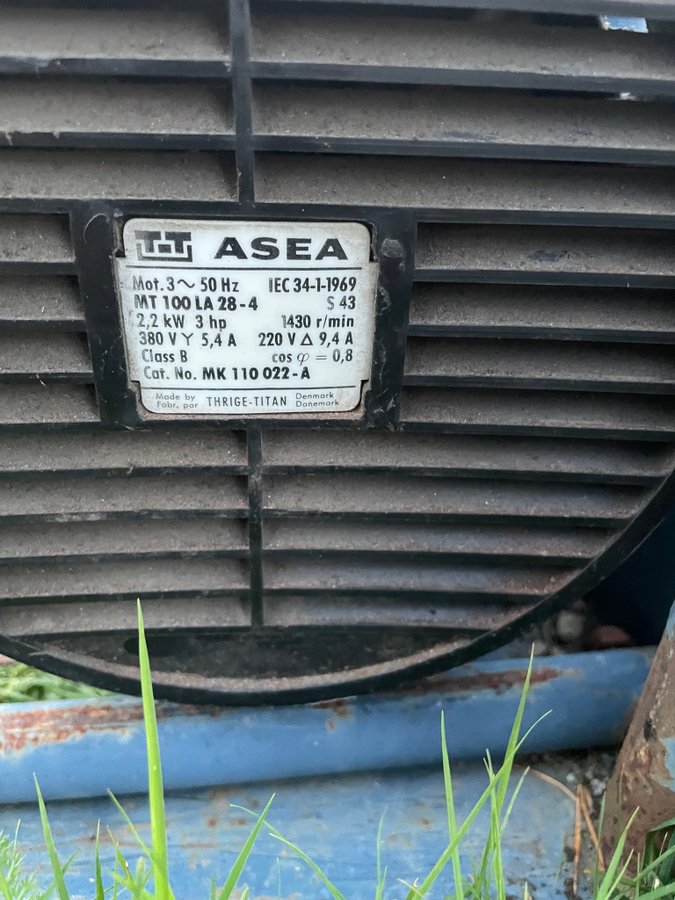 TT ASEA
Mot. 3~ 50 Hz IEC 34-1-1969
MT 100 LA 28-4 S 43
2,2 kW 3 hp 1430 r/min
380 V Y 5,4 A 220 V Δ 9,4 A
Class B cos φ = 0,8
Cat. No. MK 110 022-A
Made by THRIGE-TITAN Denmark
Fabr. par Danemark